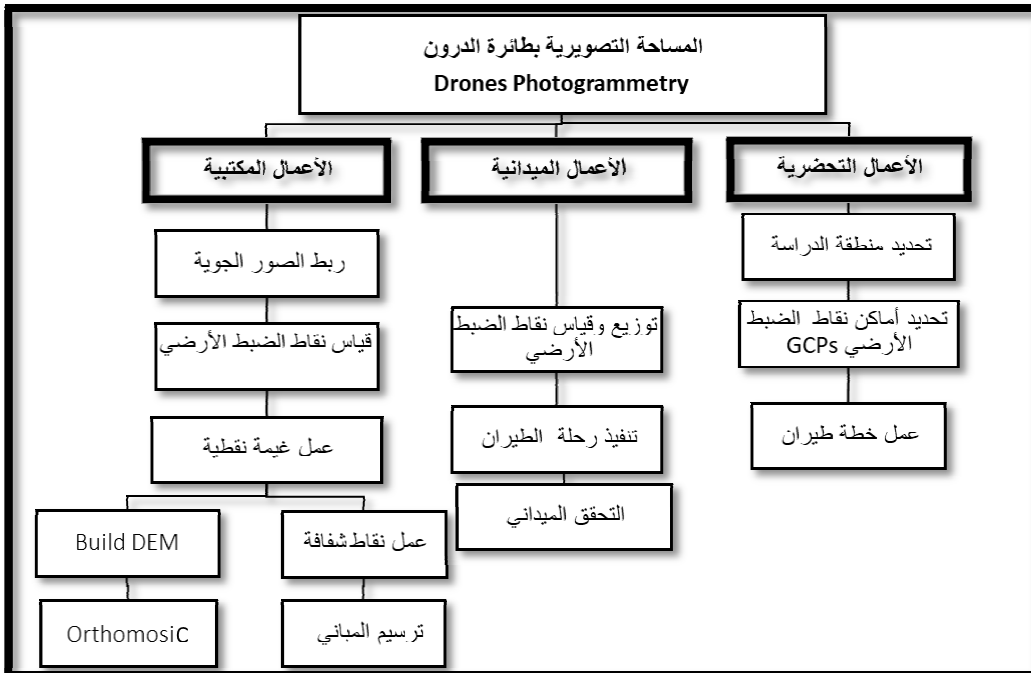 المساحة التصويرية بطائرة الدرون
Drones Photogrammetry
الأعمال التحضرية
الأعمال الميدانية
الأعمال المكتبية
تحديد منطقة الدراسة
تحديد أماكن نقاط الضبط
الأرضي GCPs
عمل خطة طيران
توزيع وقياس نقاط الضبط
الأرضي
تنفيذ رحلة الطيران
التحقق الميداني
ربط الصور الجوية
قياس نقاط الضبط الأرضي
عمل غيمة نقطية
عمل نقاط شفافة
ترسيم المباني
Build DEM
OrthomosiC